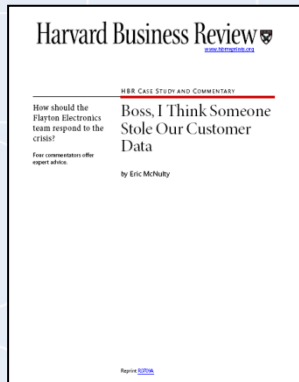 Harvard Business Review
www.hbrreprints.org
HBR CASE STUDY AND COMMENTARY
How should the
Flayton Electronics
team respond to the
crisis?
Four commentators offer
expert advice.
Boss, I Think Someone
Stole Our Customer
Data
by Eric McNulty
Reprint R0709A